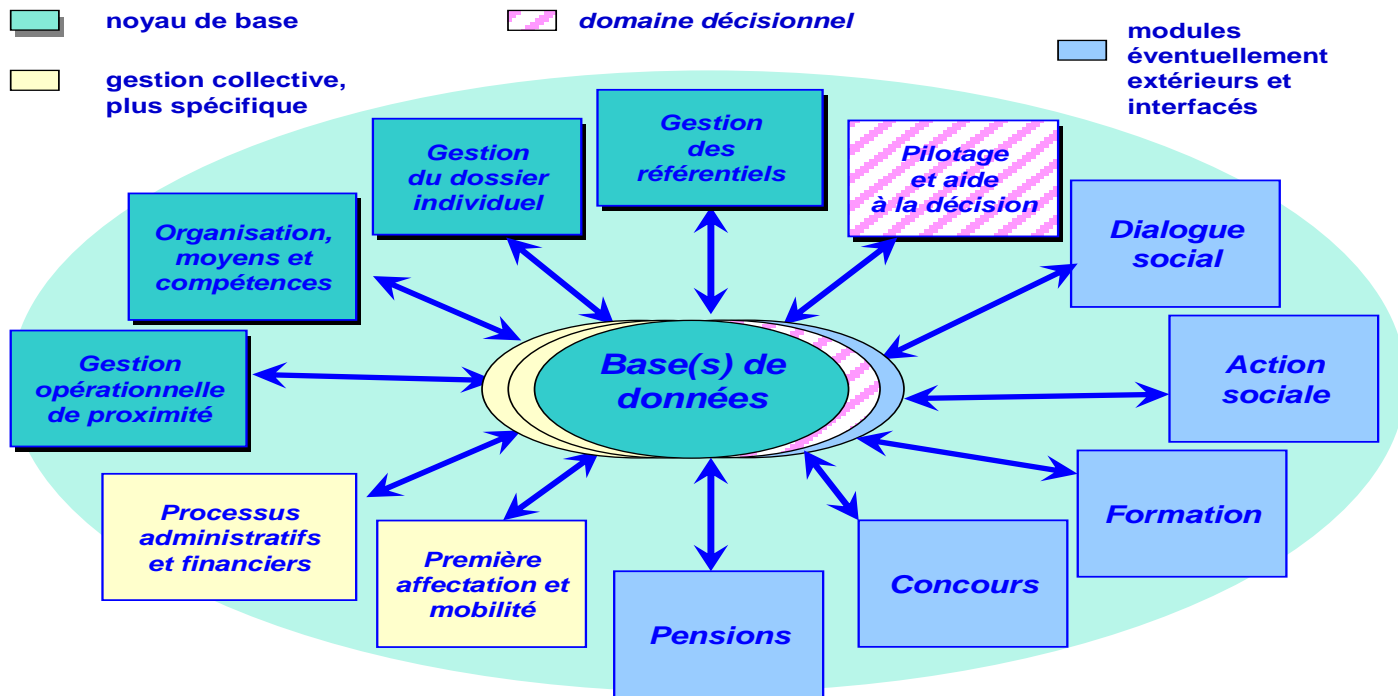 noyau de base
domaine décisionnel
modules
éventuellement
extérieurs et
interfacés
gestion collective,
plus spécifique
Gestion
des
référentiels
Pilotage
et aide
à la décision
Gestion
du dossier
individuel
Organisation,
moyens et
compétences
Dialogue
social
Gestion
opérationnelle
de proximité
Base(s) de
données
Action
sociale
Processus
administratifs
et financiers
Première
affectation et
mobilité
Pensions
Concours
Formation